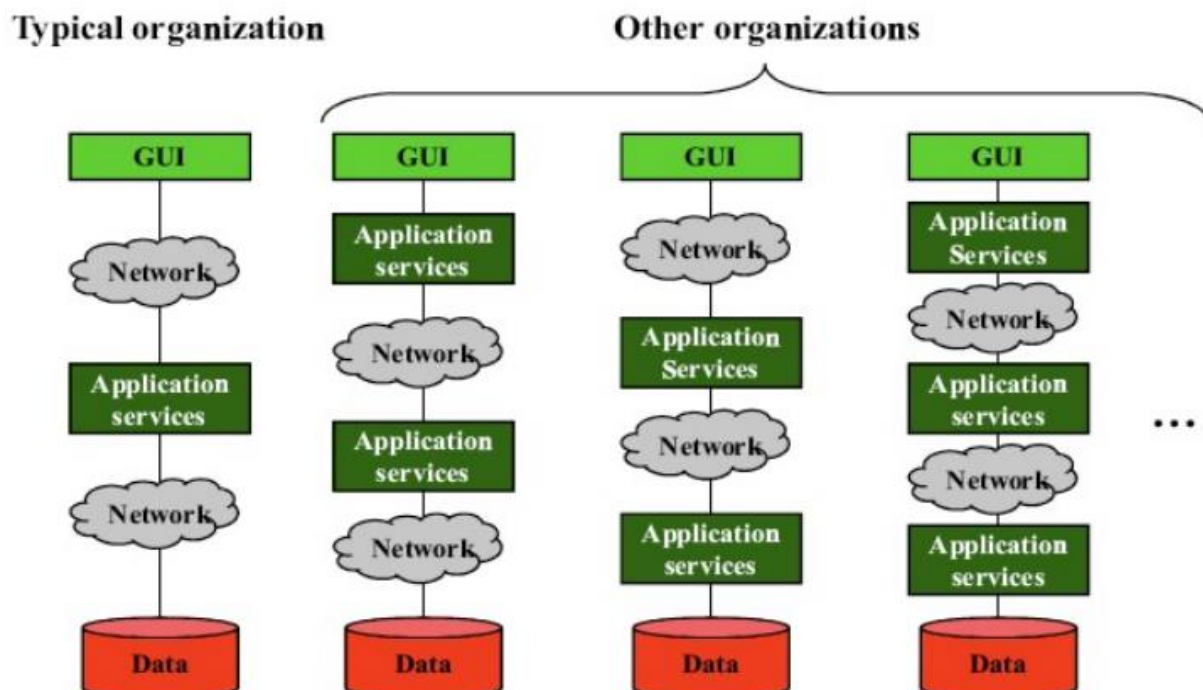 Typical organization
Other organizations
GUI
Network
Application
services
Network
Data
GUI
Application
services
Network
Application
services
Network
Data
GUI
Network
Application
Services
Network
Application
services
Data
GUI
Application
Services
Network
Application
services
Network
Application
services
Data
...